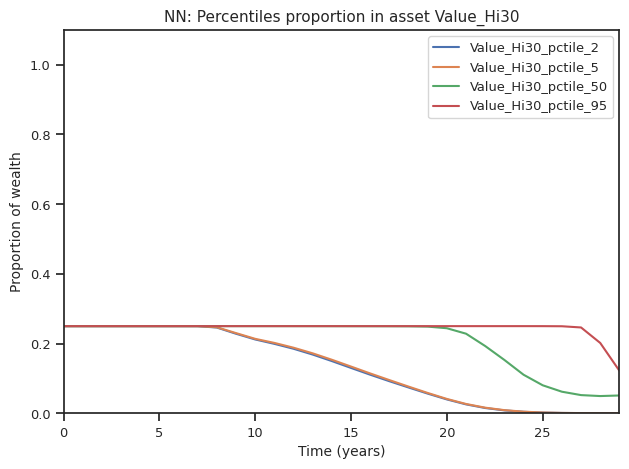 NN: Percentiles proportion in asset Value_Hi30
Value_Hi30_pctile_2
Value_Hi30_pctile_5
Value_Hi30_pctile_50
Value_Hi30_pctile_95
Proportion of wealth
1.0
0.8
0.6
0.4
0.2
0.0
0 5 10 15 20 25
Time (years)